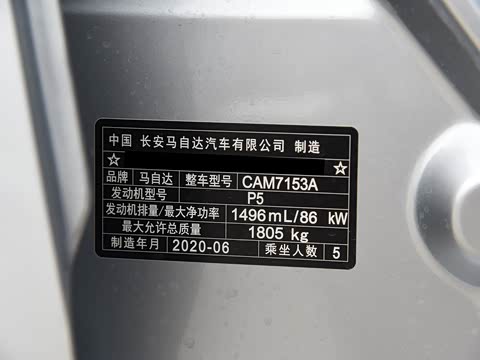 中国 长安马自达汽车有限公司 制造
☆ ☆
品牌 马自达 整车型号 CAM7153A
发动机型号 P5
发动机排量/最大净功率 1496mL/86 kW
最大允许总质量 1805 kg
制造年月 2020-06 乘坐人数 5